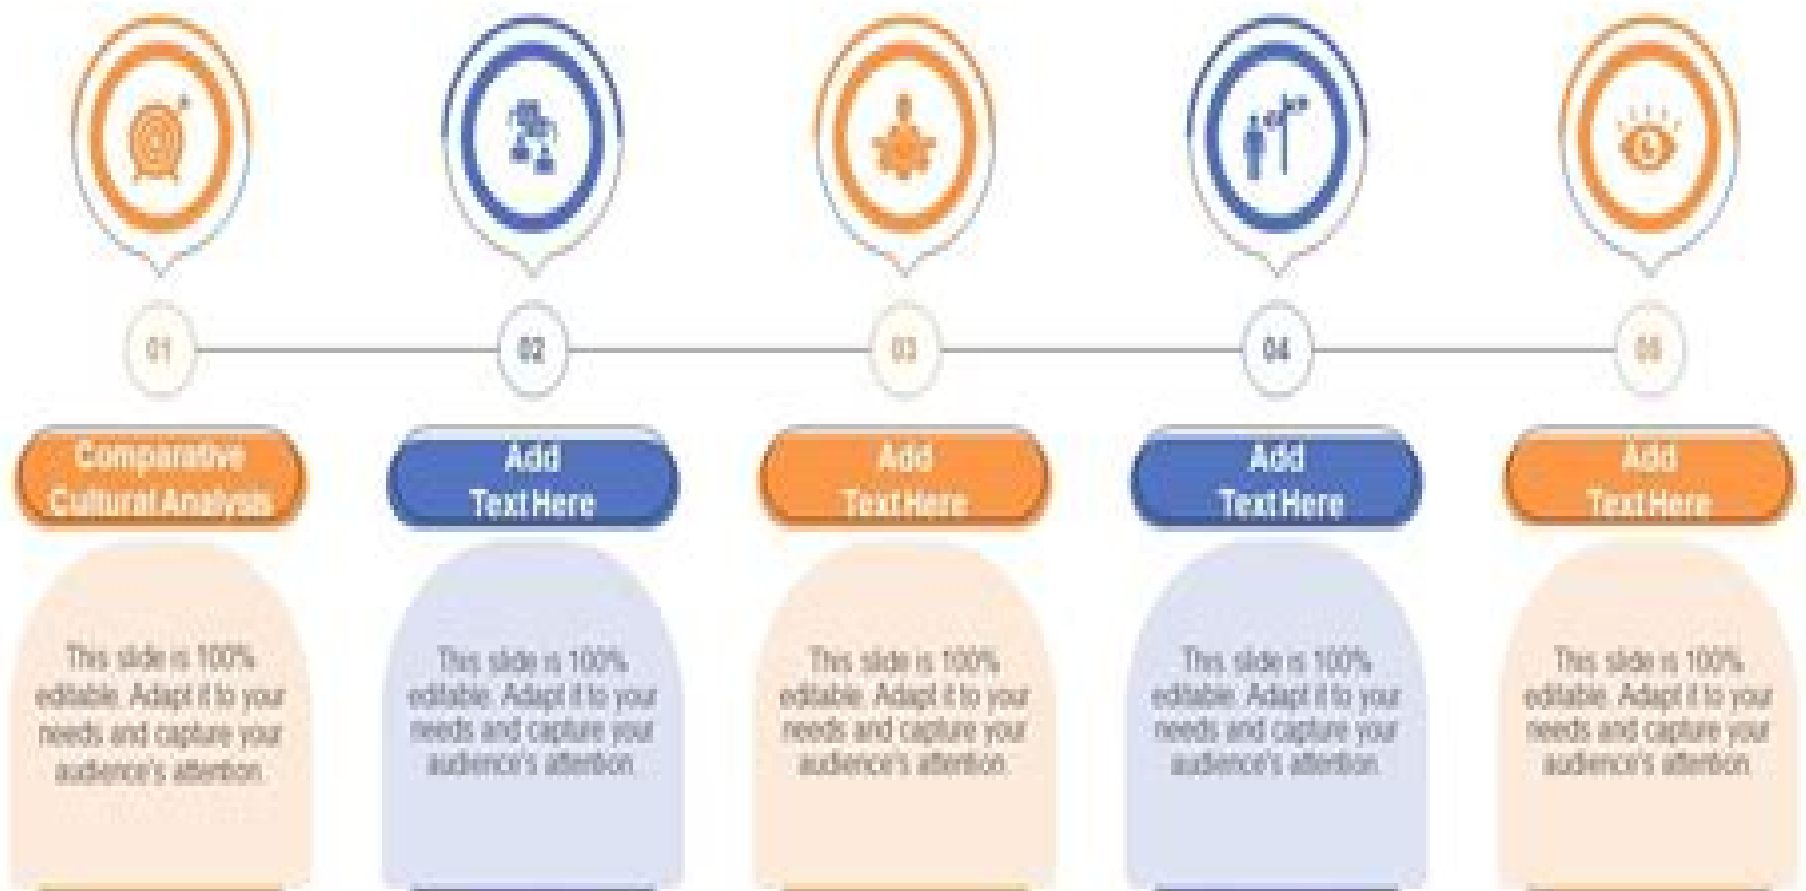 01
02
03
04
05
Comparative
Cultural Analysis
Add
Text Here
Add
Text Here
Add
Text Here
Add
Text Here
This slide is 100%
editable. Adapt it to your
needs and capture your
audience's attention.
This slide is 100%
editable. Adapt it to your
needs and capture your
audience's attention.
This slide is 100%
editable. Adapt it to your
needs and capture your
audience's attention.
This slide is 100%
editable. Adapt it to your
needs and capture your
audience's attention.
This slide is 100%
editable. Adapt it to your
needs and capture your
audience's attention.